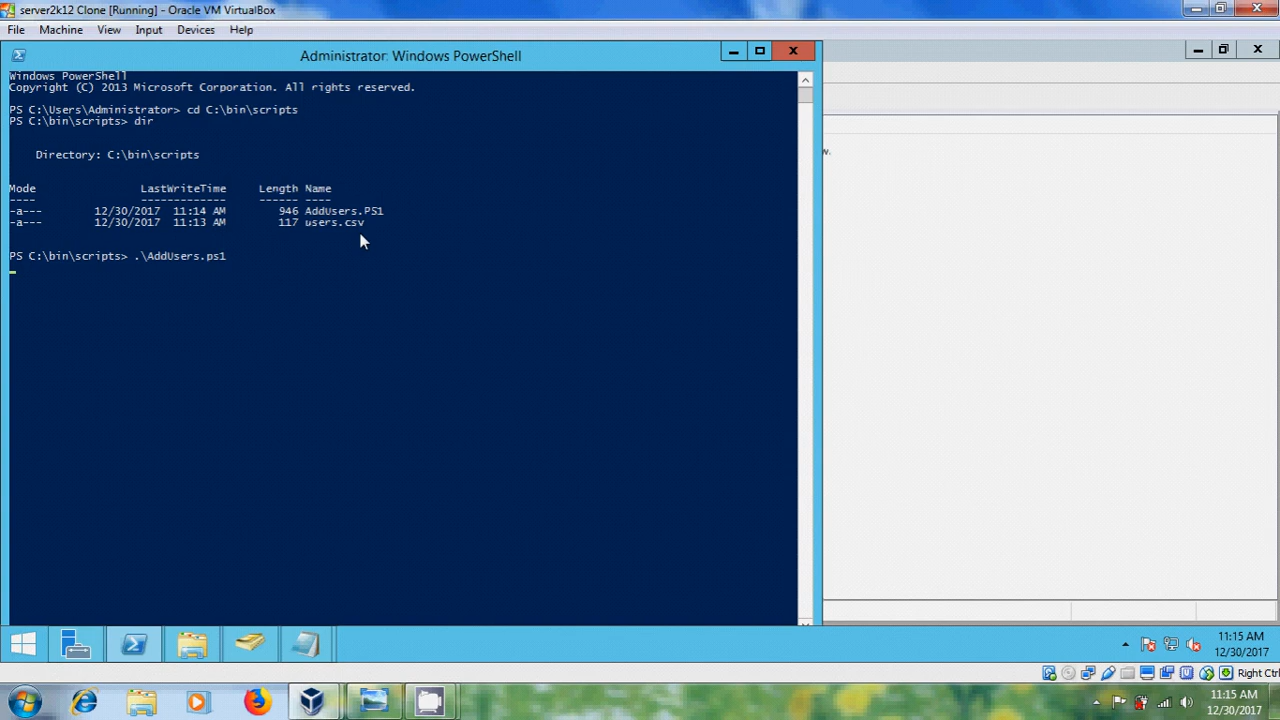 server2k12 Clone [Running] - Oracle VM VirtualBox
File Machine View Input Devices Help
Administrator: Windows PowerShell
Windows PowerShell
Copyright (C) 2013 Microsoft Corporation. All rights reserved.
PS C:\Users\Administrator> cd C:\bin\scripts
PS C:\bin\scripts> dir
Directory: C:\bin\scripts
Mode LastWriteTime Length Name
---- ------------- ------ ----
-a--- 12/30/2017 11:14 AM 946 AddUsers.PS1
-a--- 12/30/2017 11:13 AM 117 users.csv
PS C:\bin\scripts> .\AddUsers.ps1
w.
11:15 AM
12/30/2017
Right Ctrl
11:15 AM
12/30/2017